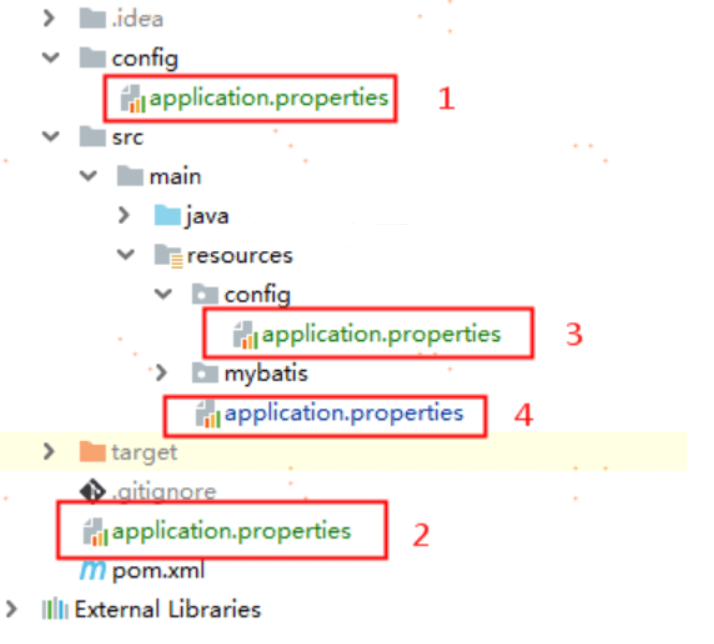 .idea
config
application.properties 1
src
main
java
resources
config
application.properties 3
mybatis
application.properties 4
target
.gitignore
application.properties 2
m pom.xml
External Libraries